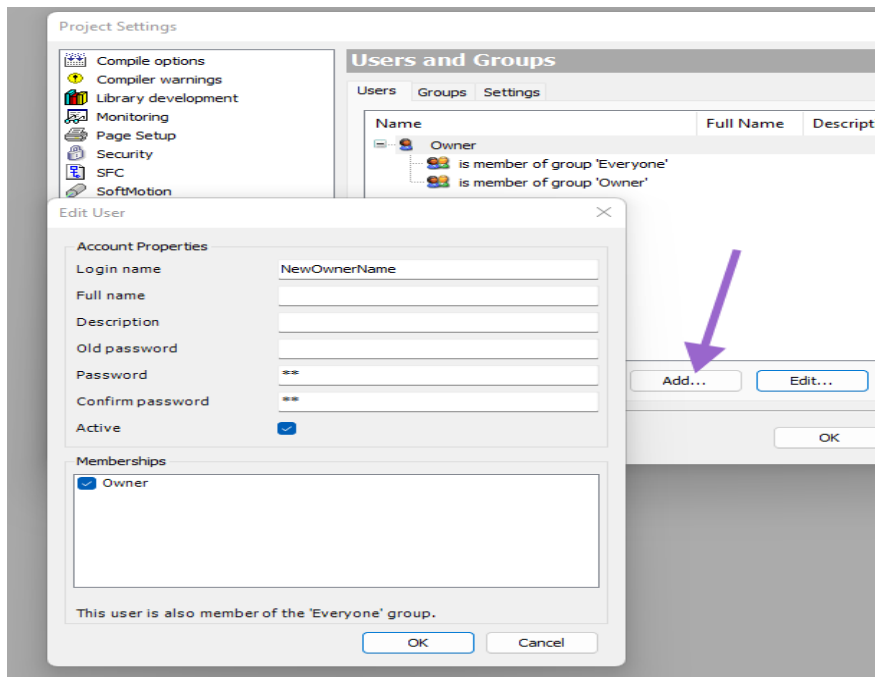 Project Settings
Compile options
Compiler warnings
Library development
Monitoring
Page Setup
Security
SFC
SoftMotion
Users and Groups
Users Groups Settings
Name Full Name Descript
Owner
is member of group 'Everyone'
is member of group 'Owner'
Add... Edit...
OK
Edit User
Account Properties
Login name NewOwnerName
Full name
Description
Old password
Password **
Confirm password **
Active
Memberships
Owner
This user is also member of the 'Everyone' group.
OK Cancel